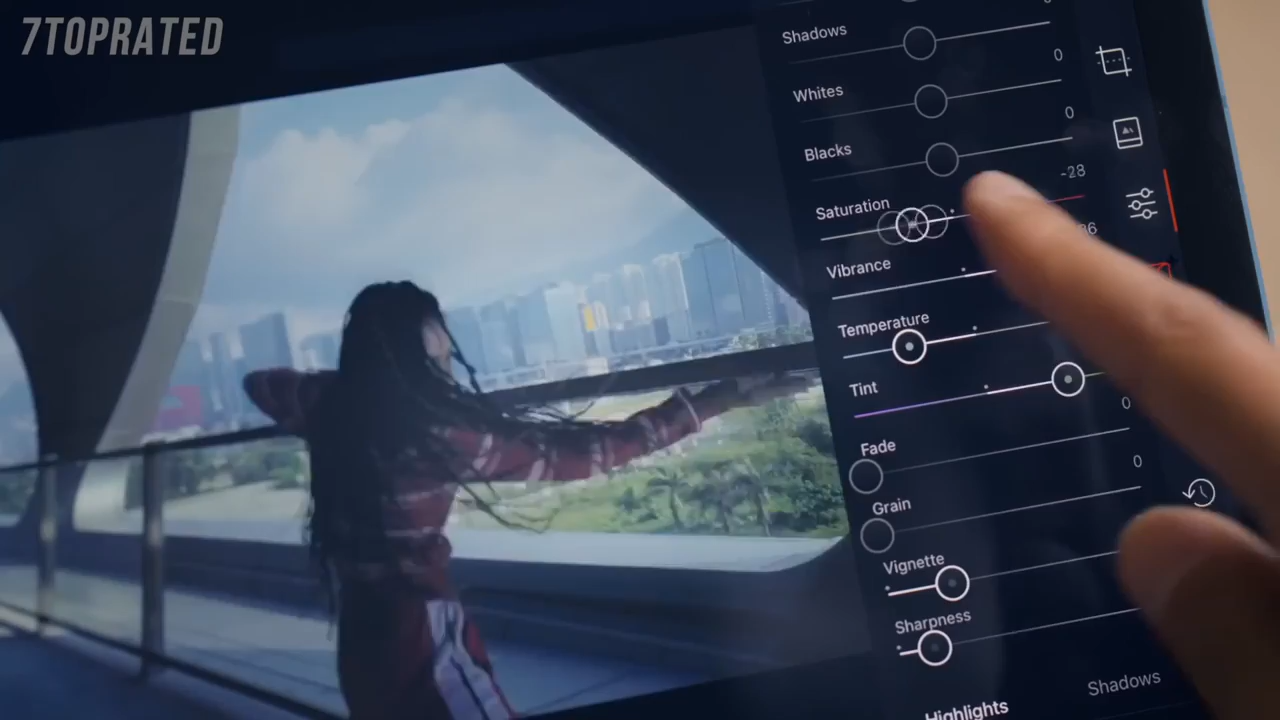 7TOPRATED
Shadows
0
Whites
0
Blacks
-28
Saturation
Vibrance
Temperature
Tint
0
Fade
0
Grain
Vignette
Sharpness
Shadows
Highlights